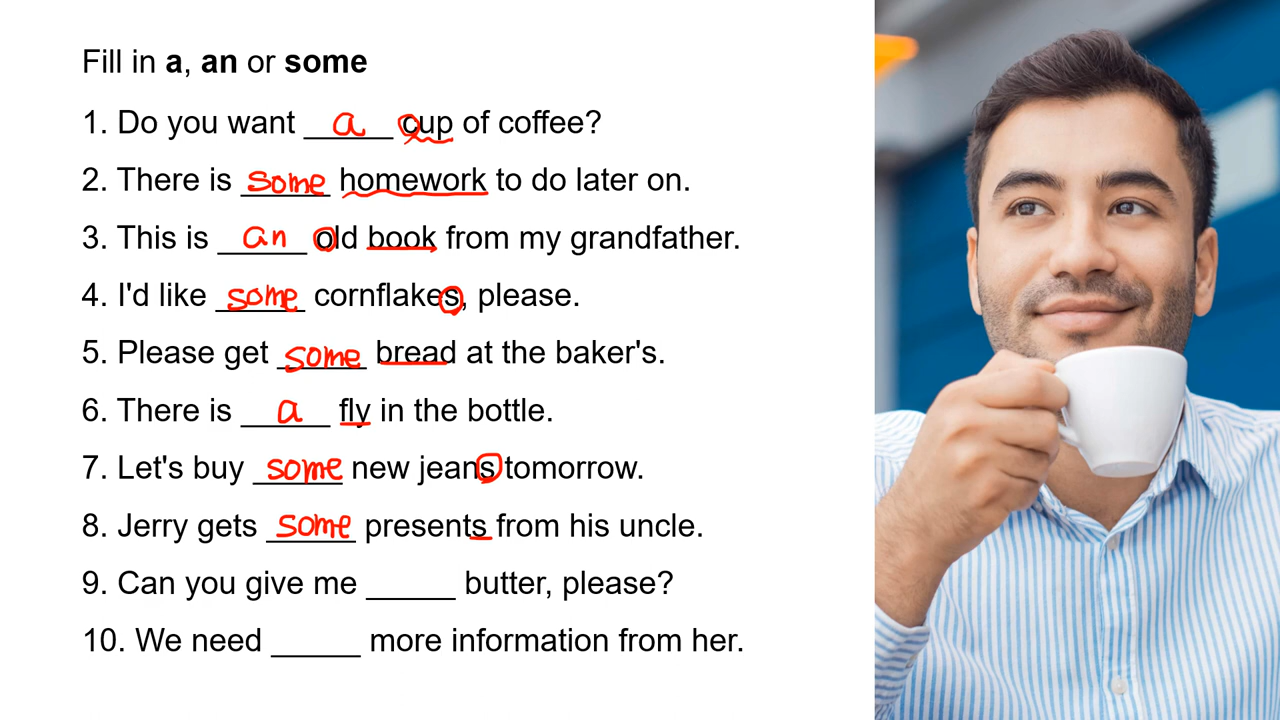 Fill in a, an or some
1. Do you want a cup of coffee?
2. There is some homework to do later on.
3. This is an old book from my grandfather.
4. I'd like some cornflakes, please.
5. Please get some bread at the baker's.
6. There is a fly in the bottle.
7. Let's buy some new jeans tomorrow.
8. Jerry gets some presents from his uncle.
9. Can you give me _____ butter, please?
10. We need _____ more information from her.